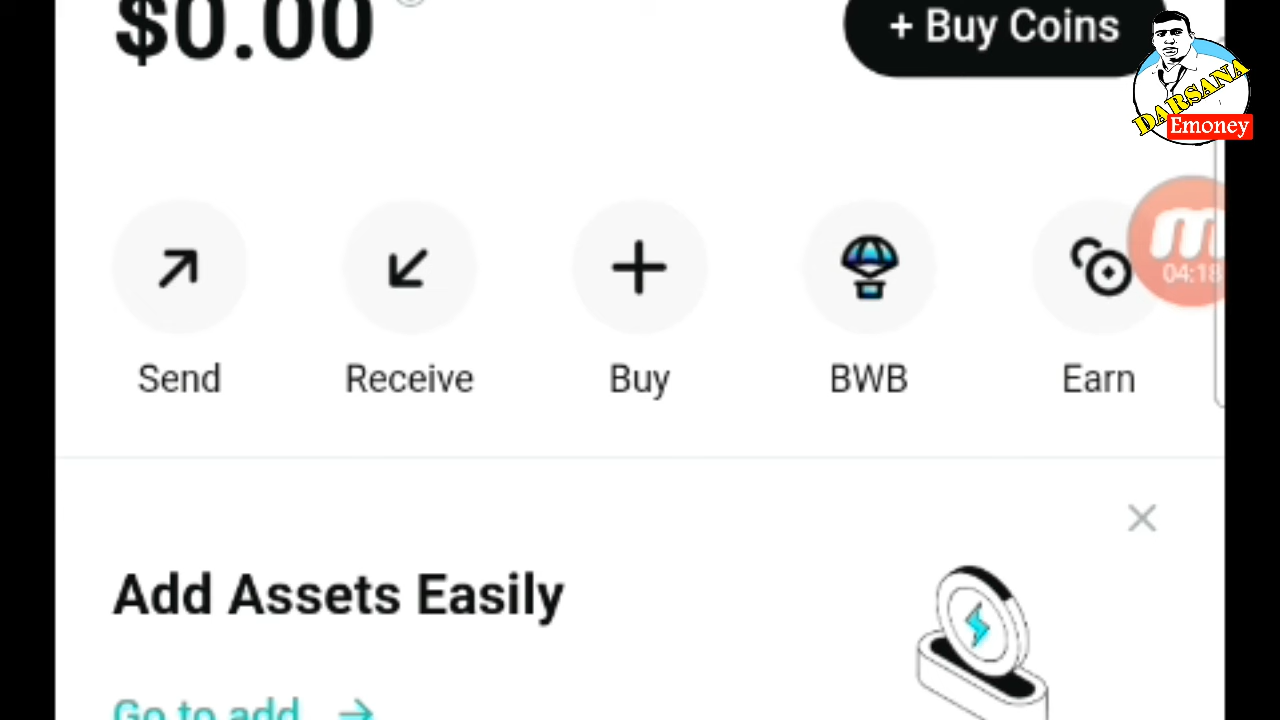 $0.00
+ Buy Coins
DARSANA
Emoney
m
04:18
Send
Receive
Buy
BWB
Earn
Add Assets Easily
Go to add →